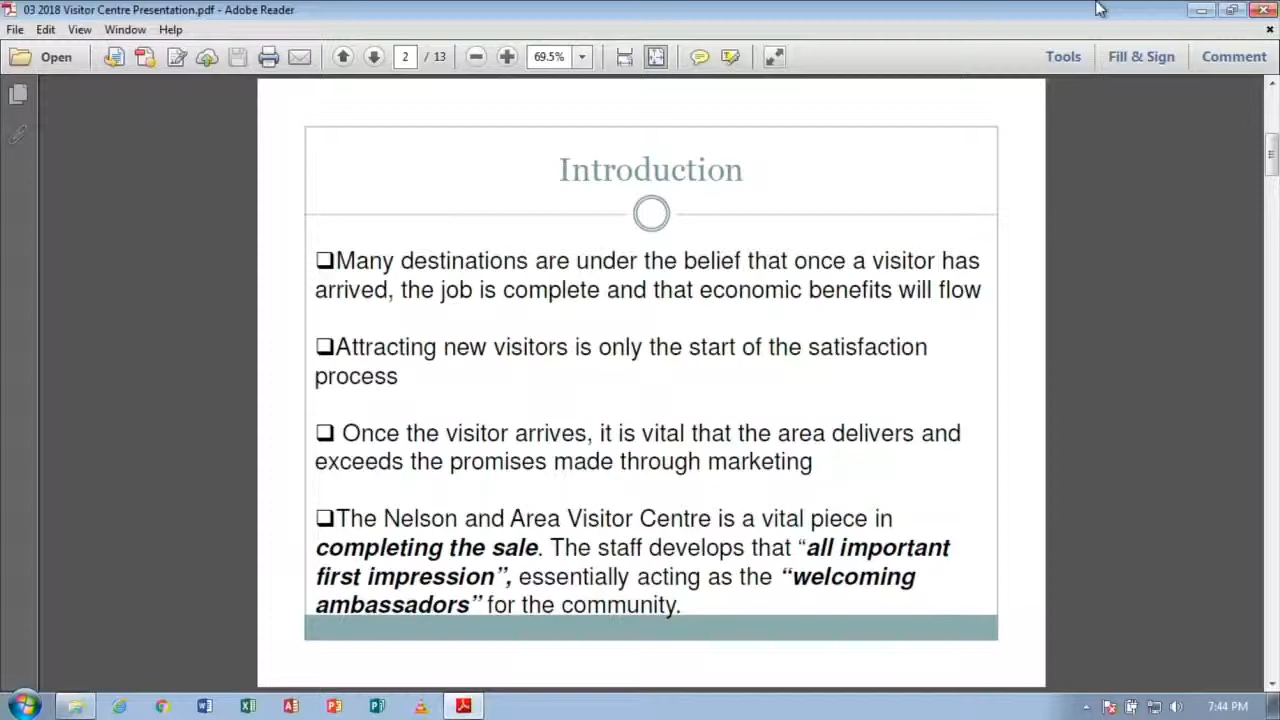 03 2018 Visitor Centre Presentation.pdf - Adobe Reader
File Edit View Window Help
Open 2 / 13 69.5% Tools Fill & Sign Comment
Introduction
❑Many destinations are under the belief that once a visitor has
arrived, the job is complete and that economic benefits will flow
❑Attracting new visitors is only the start of the satisfaction
process
❑ Once the visitor arrives, it is vital that the area delivers and
exceeds the promises made through marketing
❑The Nelson and Area Visitor Centre is a vital piece in
completing the sale. The staff develops that “all important
first impression”, essentially acting as the “welcoming
ambassadors” for the community.
7:44 PM